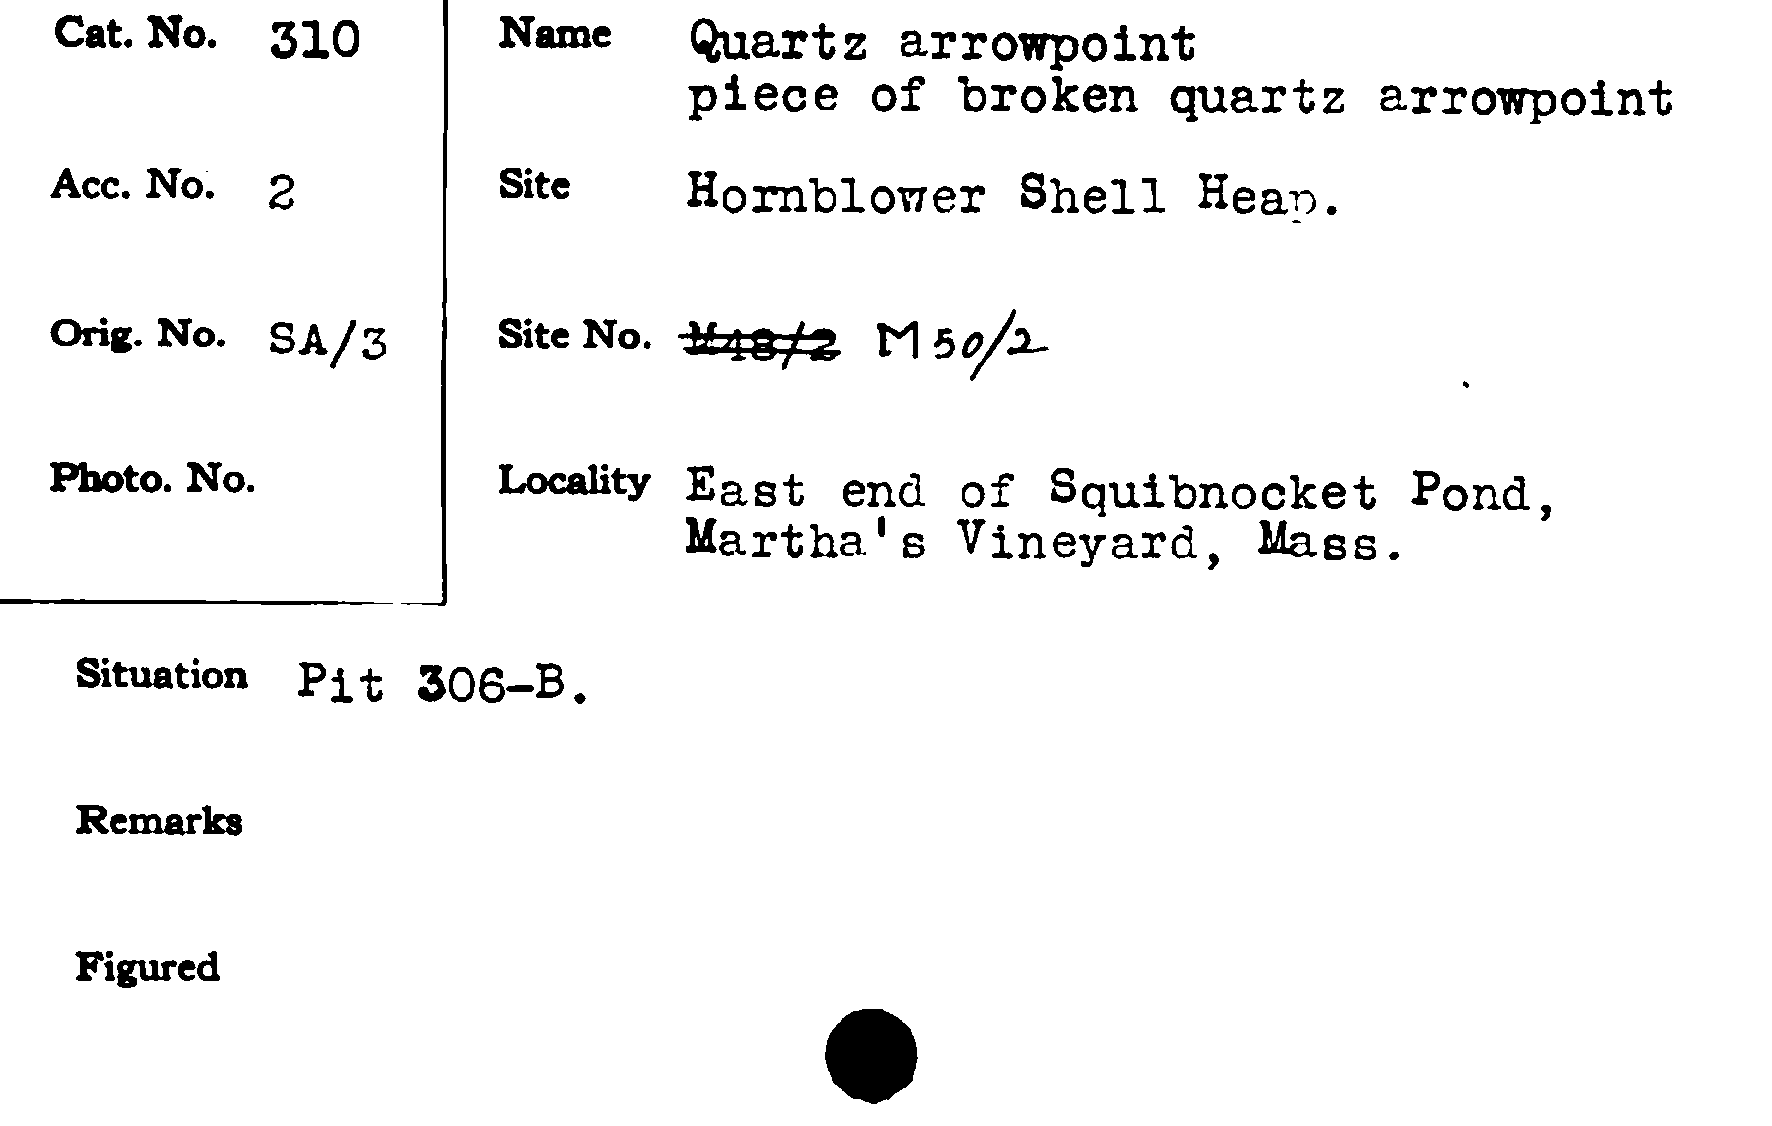 Cat. No. 310
Name Quartz arrowpoint
piece of broken quartz arrowpoint
Acc. No. 2
Site Hornblower Shell Heap.
Orig. No. SA/3
Site No. M48/2 M50/2
Photo. No.
Locality East end of Squibnocket Pond,
Martha's Vineyard, Mass.
Situation Pit 306-B.
Remarks
Figured